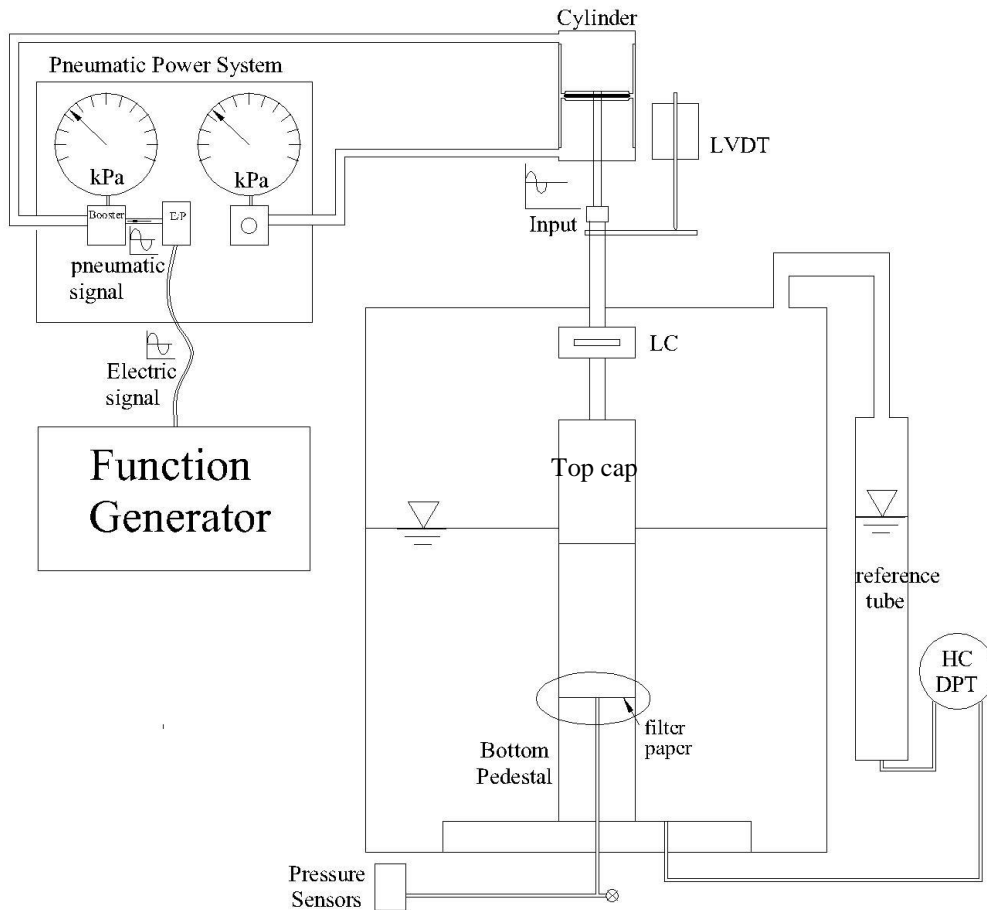 Cylinder
Pneumatic Power System
kPa
kPa
LVDT
Booster
E/P
Input
pneumatic
signal
LC
Electric
signal
Function
Generator
Top cap
reference
tube
HC
DPT
filter
paper
Bottom
Pedestal
Pressure
Sensors